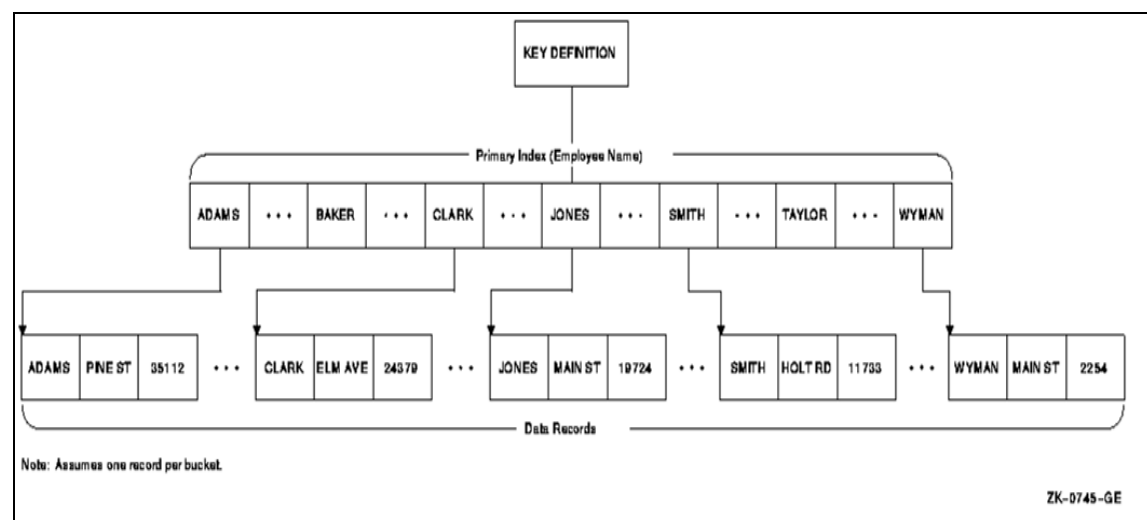 KEY DEFINITION
Primary Index (Employee Name)
ADAMS ... BAKER ... CLARK ... JONES ... SMITH ... TAYLOR ... WYMAN
ADAMS PINE ST 35112 ... CLARK ELM AVE 24379 ... JONES MAIN ST 19724 ... SMITH HOLT RD 11733 ... WYMAN MAIN ST 2254
Data Records
Note: Assumes one record per bucket.
ZK-0745-GE